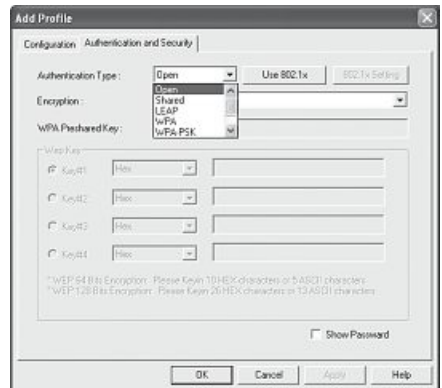 Add Profile
Configuration Authentication and Security
Authentication Type : Open Use 802.1x 802.1x Setting
Open
Shared
LEAP
WPA
WPA-PSK
Encryption :
WPA Preshared Key :
Wep Key
Key#1 Hex
Key#2 Hex
Key#3 Hex
Key#4 Hex
* WEP 64 Bits Encryption: Please Keyin 10 HEX characters or 5 ASCII characters
* WEP 128 Bits Encryption: Please Keyin 26 HEX characters or 13 ASCII characters
Show Password
OK Cancel Apply Help